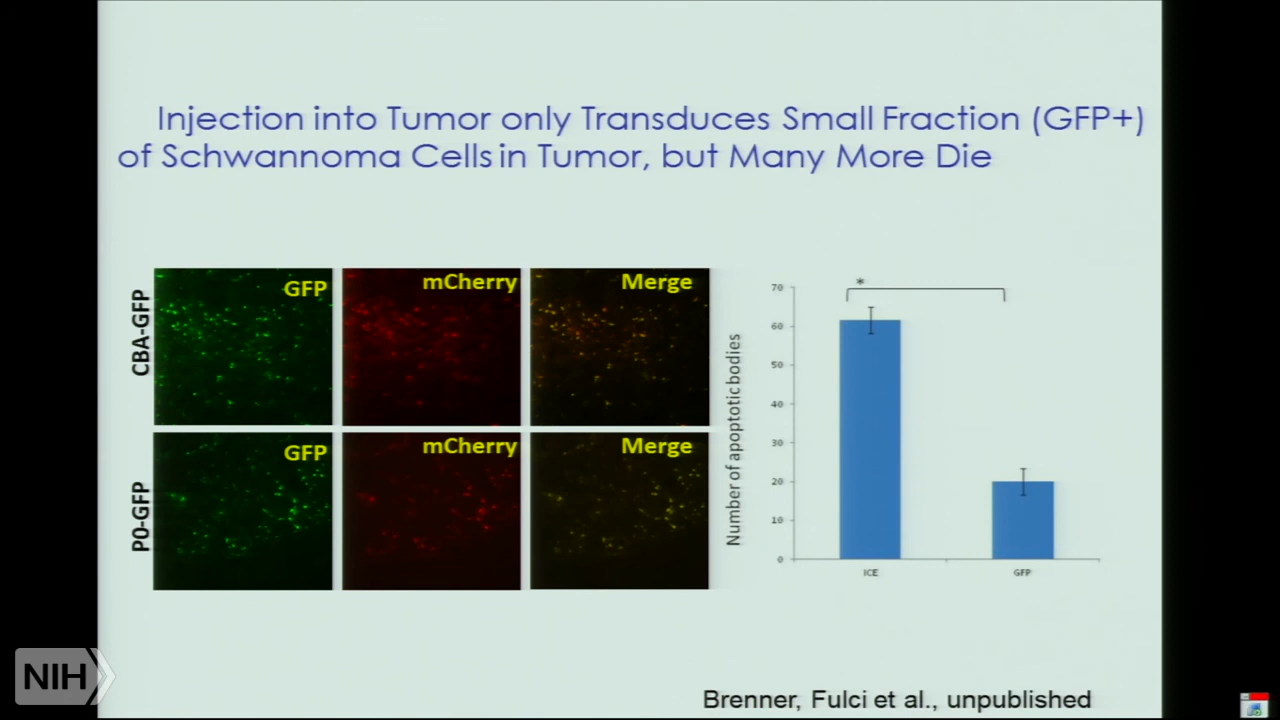 Injection into Tumor only Transduces Small Fraction (GFP+)
of Schwannoma Cells in Tumor, but Many More Die
CBA-GFP
GFP
mCherry
Merge
P0-GFP
GFP
mCherry
Merge
Number of apoptotic bodies
70
60
50
40
30
20
10
0
*
ICE
GFP
Brenner, Fulci et al., unpublished
NIH